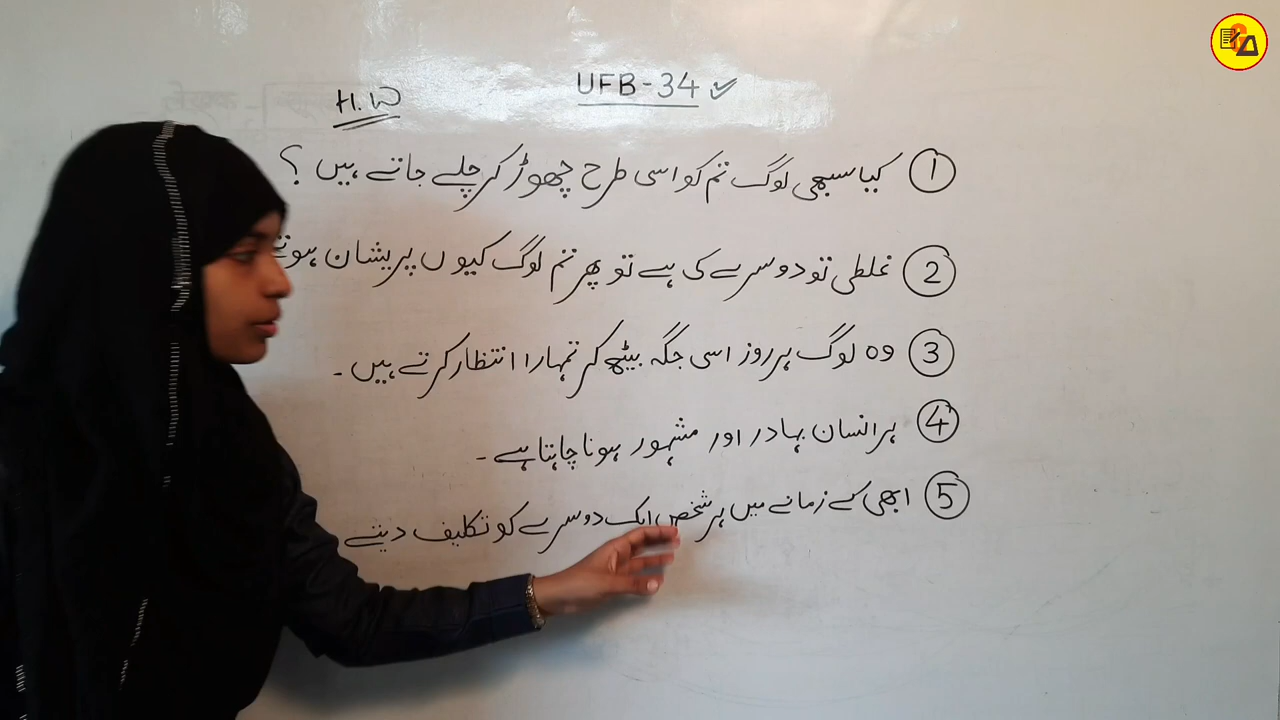 UFB-34
H.W
① کیا سبھی لوگ تم کو اسی طرح چھوڑ کر چلے جاتے ہیں ؟
② غلطی تو دوسرے کی ہے تو پھر تم لوگ کیوں پریشان ہوتے
③ وہ لوگ ہر روز اسی جگہ بیٹھ کر تمہارا انتظار کرتے ہیں ۔
④ ہر انسان بہادر اور مشہور ہونا چاہتا ہے ۔
⑤ ابھی کے زمانے میں ہر شخص ایک دوسرے کو تکلیف دیتے